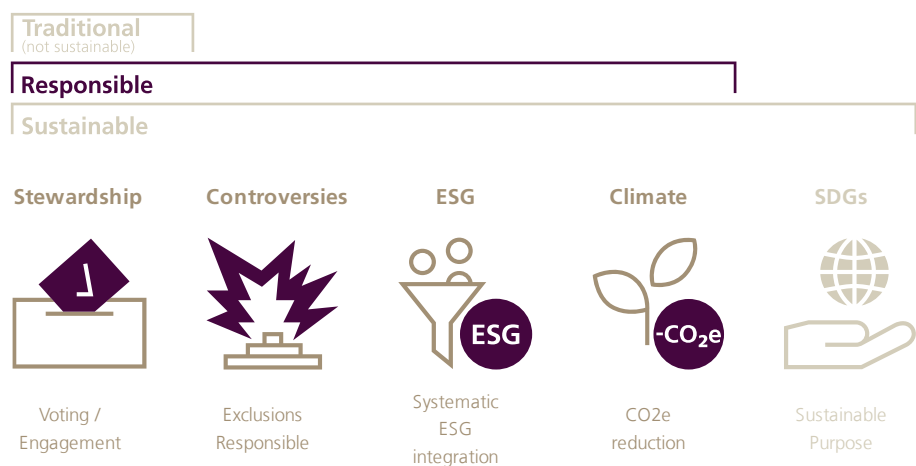 Traditional
(not sustainable)
Responsible
Sustainable
Stewardship
Controversies
ESG
Climate
SDGs
ESG
-CO₂e
Voting /
Engagement
Exclusions
Responsible
Systematic
ESG
integration
CO2e
reduction
Sustainable
Purpose